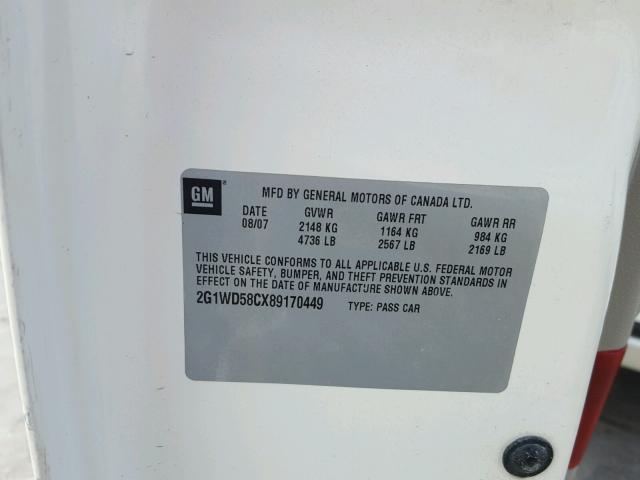 GM® MFD BY GENERAL MOTORS OF CANADA LTD.
DATE GVWR GAWR FRT GAWR RR
08/07 2148 KG 1164 KG 984 KG
4736 LB 2567 LB 2169 LB
THIS VEHICLE CONFORMS TO ALL APPLICABLE U.S. FEDERAL MOTOR
VEHICLE SAFETY, BUMPER, AND THEFT PREVENTION STANDARDS IN
EFFECT ON THE DATE OF MANUFACTURE SHOWN ABOVE.
2G1WD58CX89170449 TYPE: PASS CAR